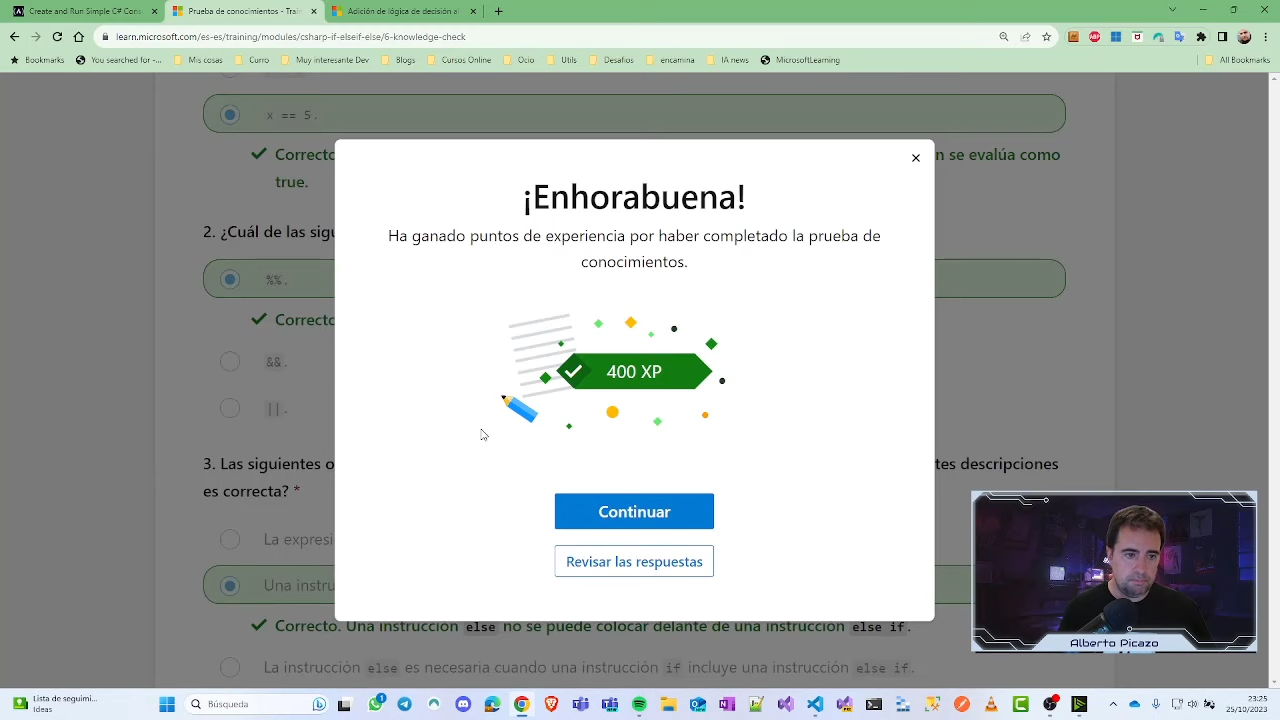 Create and Run Simple C# Cons
Prueba de conocimientos - Trai
Adición de lógica de decisión al
learn.microsoft.com/es-es/training/modules/csharp-if-elseif-else/6-knowledge-check
Bookmarks
You searched for -...
Mis cosas
Curro
Muy interesante Dev
Blogs
Cursos Online
Ocio
Utils
Desafios
encamina
IA news
MicrosoftLearning
All Bookmarks
x == 5.
Correcto
n se evalúa como
true.
¡Enhorabuena!
Ha ganado puntos de experiencia por haber completado la prueba de
conocimientos.
2. ¿Cuál de las sigu
%%.
Correcto
&&.
||.
400 XP
3. Las siguientes o
tes descripciones
es correcta? *
Continuar
La expresi
Revisar las respuestas
Una instru
Correcto. Una instrucción else no se puede colocar delante de una instrucción else if.
La instrucción else es necesaria cuando una instrucción if incluye una instrucción else if.
Alberto Picazo
Lista de seguimi...
Ideas
Búsqueda
1
23:25
25/10/2023